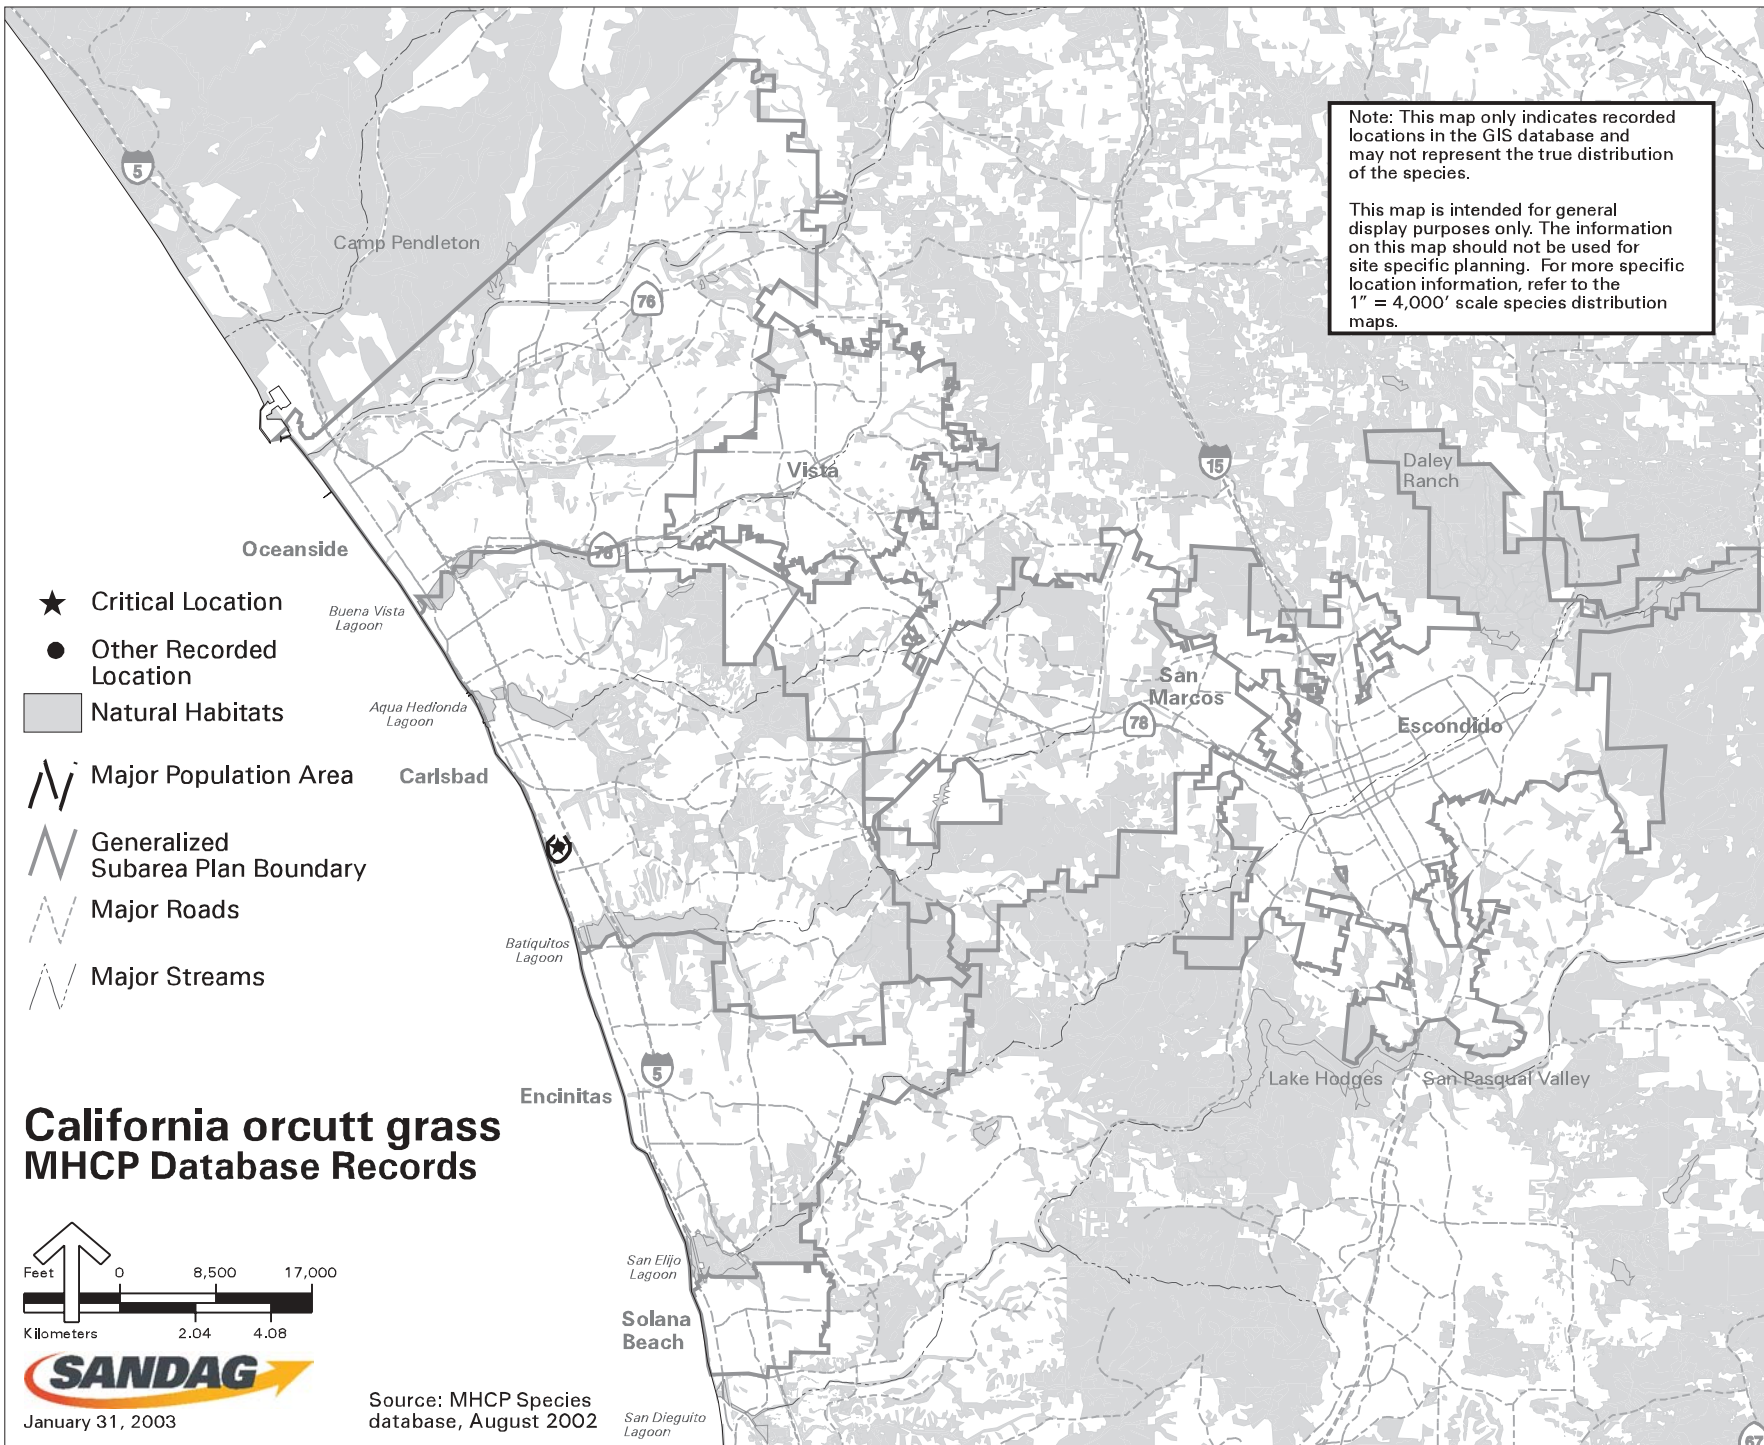 Note: This map only indicates recorded
locations in the GIS database and
may not represent the true distribution
of the species.
This map is intended for general
display purposes only. The information
on this map should not be used for
site specific planning. For more specific
location information, refer to the
1” = 4,000’ scale species distribution
maps.
5
Camp Pendleton
76
15
Daley
Ranch
Vista
Oceanside
78
Buena Vista
Lagoon
San
Marcos
78
Escondido
Aqua Hedionda
Lagoon
Carlsbad
Batiquitos
Lagoon
5
Encinitas
Lake Hodges
San Pasqual Valley
San Elijo
Lagoon
Solana
Beach
San Dieguito
Lagoon
67
Critical Location
Other Recorded
Location
Natural Habitats
Major Population Area
Generalized
Subarea Plan Boundary
Major Roads
Major Streams
California orcutt grass
MHCP Database Records
Feet 0 8,500 17,000
Kilometers 2.04 4.08
SANDAG
January 31, 2003
Source: MHCP Species
database, August 2002